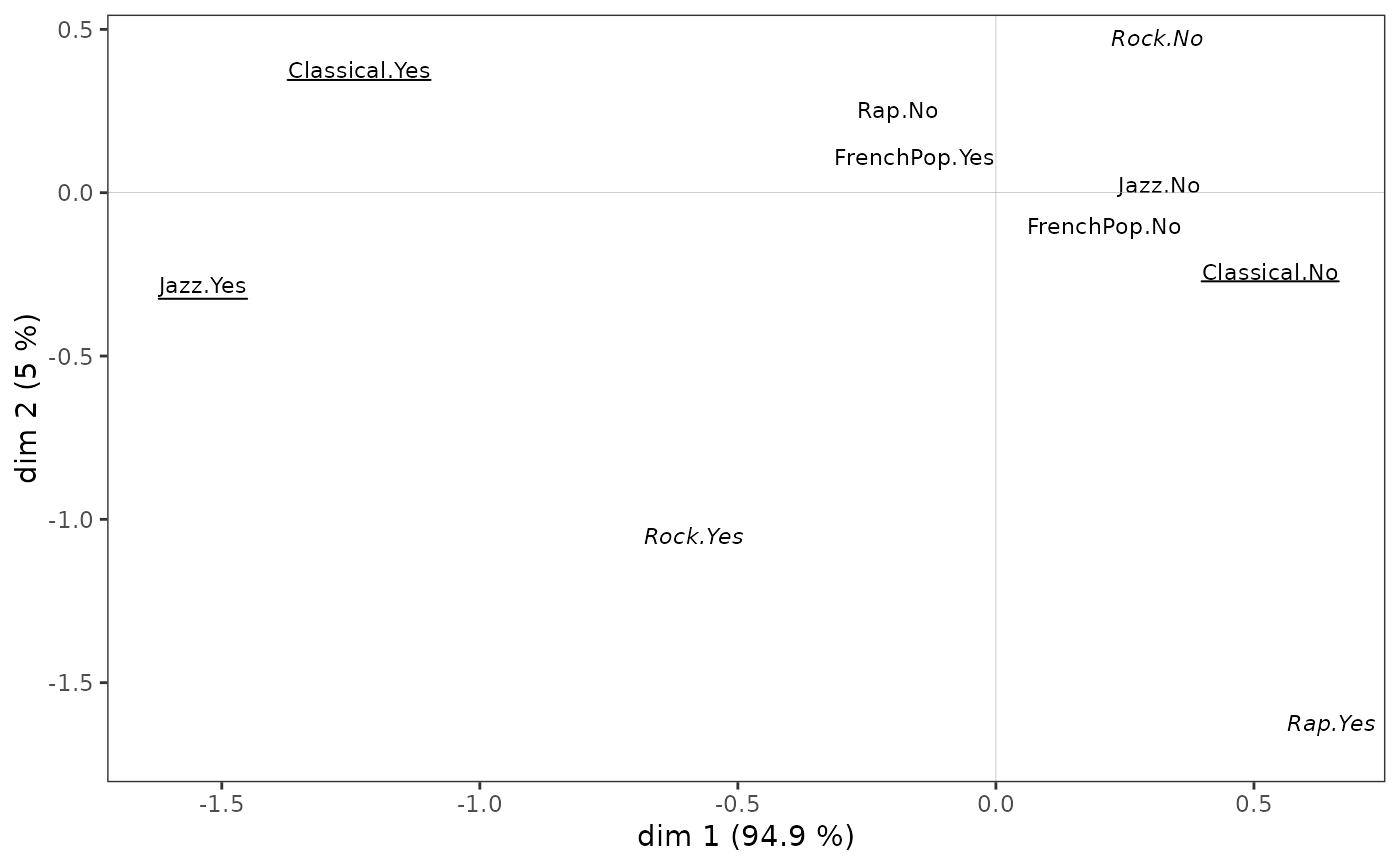 0.5
Rock.No
Classical.Yes
Rap.No
FrenchPop.Yes
0.0
Jazz.No
FrenchPop.No
Classical.No
Jazz.Yes
-0.5
-1.0
Rock.Yes
-1.5
Rap.Yes
dim 2 (5 %)
-1.5 -1.0 -0.5 0.0 0.5
dim 1 (94.9 %)